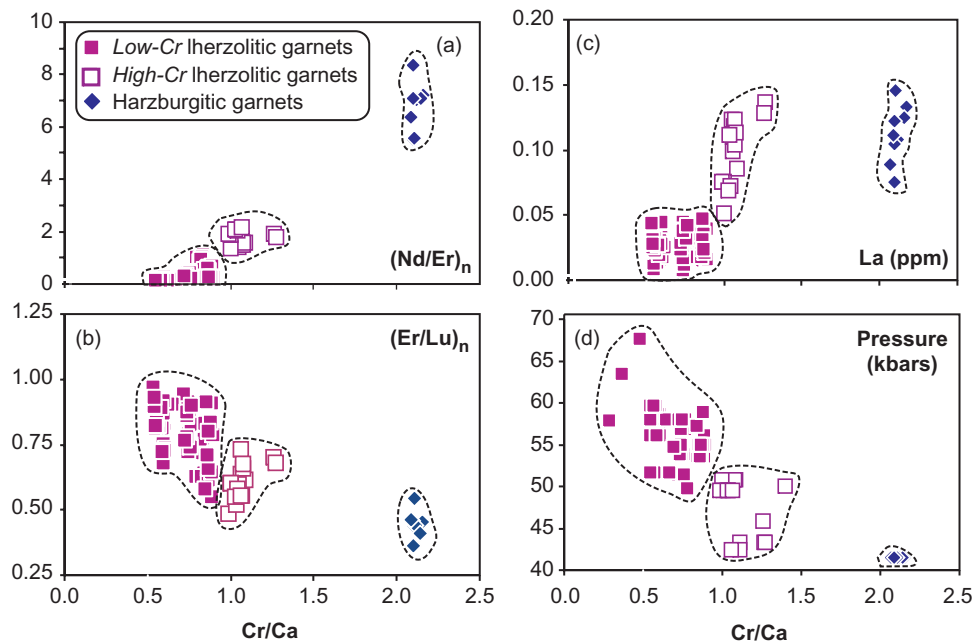 10
8
6
4
2
0
Low-Cr lherzolitic garnets
High-Cr lherzolitic garnets
Harzburgitic garnets
(a)
(Nd/Er)n
0.20
0.15
0.10
0.05
0.00
(c)
La (ppm)
1.25
1.00
0.75
0.50
0.25
(b)
(Er/Lu)n
0.0 0.5 1.0 1.5 2.0 2.5
Cr/Ca
70
65
60
55
50
45
40
(d)
Pressure
(kbars)
0.0 0.5 1.0 1.5 2.0 2.5
Cr/Ca